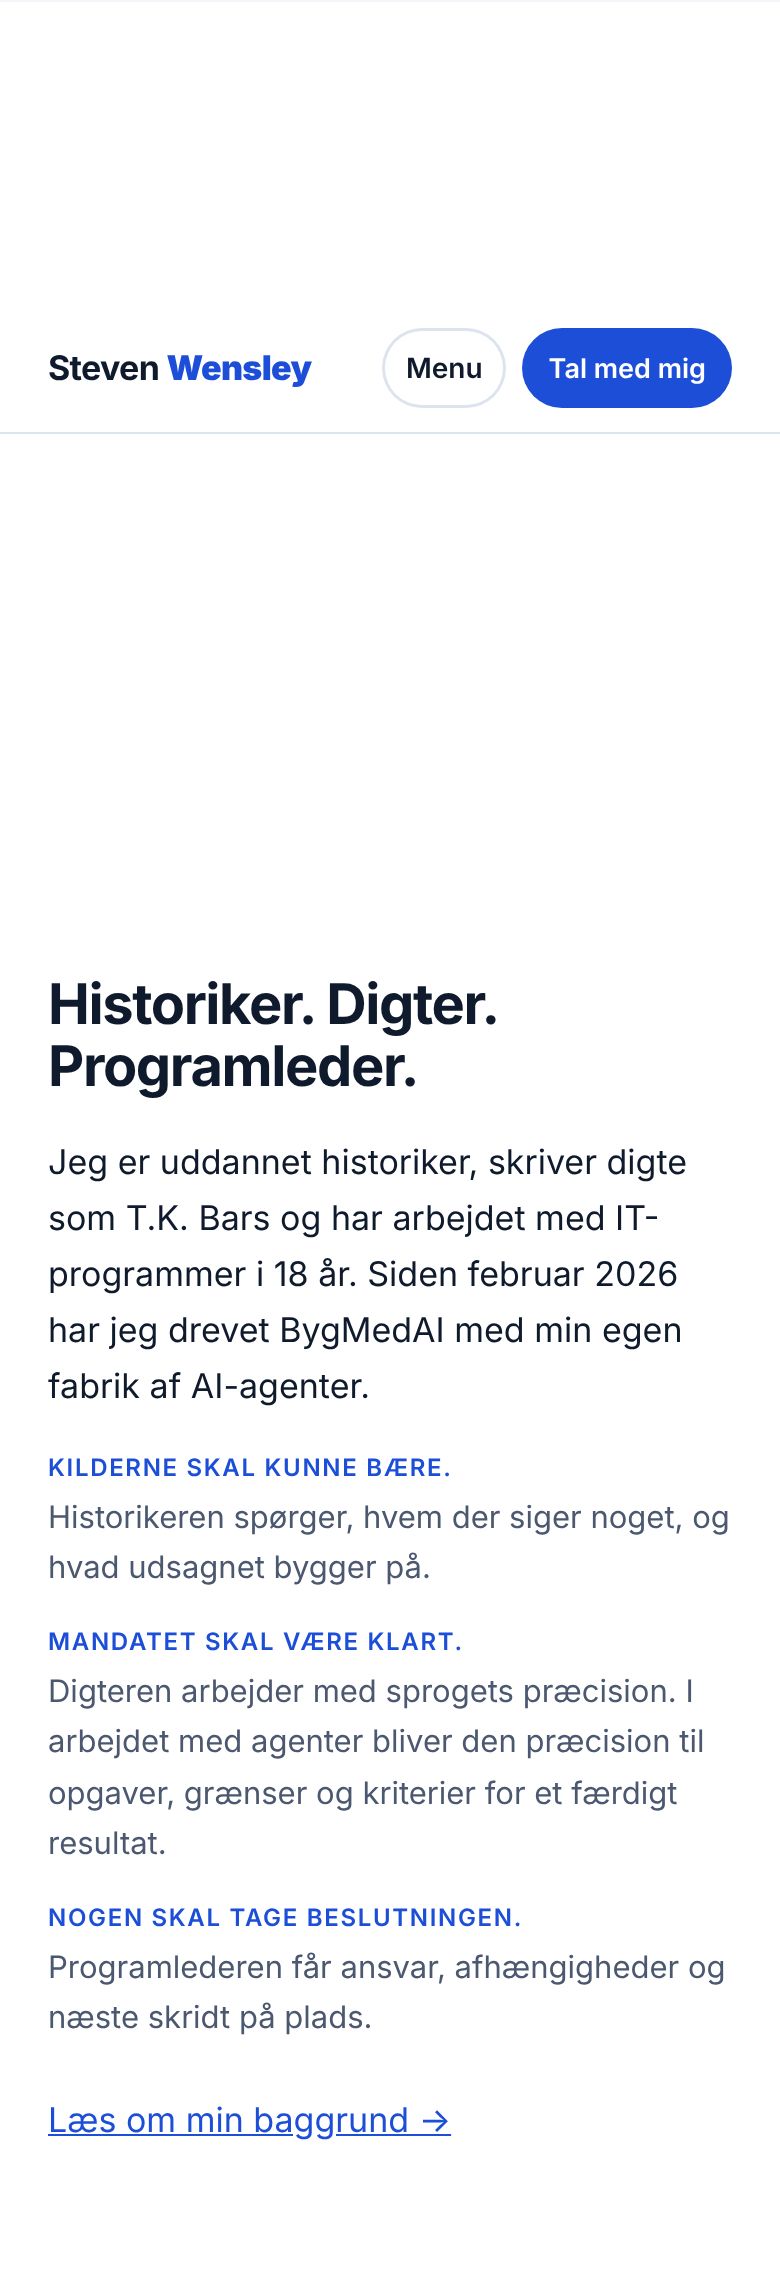 Steven Wensley
Menu
Tal med mig
Historiker. Digter.
Programleder.
Jeg er uddannet historiker, skriver digte
som T.K. Bars og har arbejdet med IT-
programmer i 18 år. Siden februar 2026
har jeg drevet BygMedAI med min egen
fabrik af AI-agenter.
KILDERNE SKAL KUNNE BÆRE.
Historikeren spørger, hvem der siger noget, og
hvad udsagnet bygger på.
MANDATET SKAL VÆRE KLART.
Digteren arbejder med sprogets præcision. I
arbejdet med agenter bliver den præcision til
opgaver, grænser og kriterier for et færdigt
resultat.
NOGEN SKAL TAGE BESLUTNINGEN.
Programlederen får ansvar, afhængigheder og
næste skridt på plads.
Læs om min baggrund →